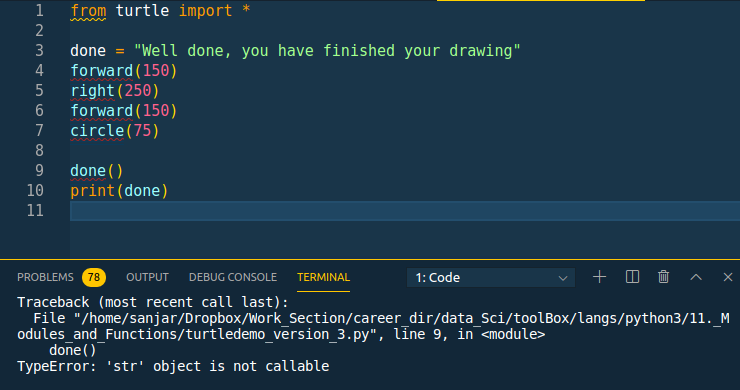 1 from turtle import *
2
3 done = "Well done, you have finished your drawing"
4 forward(150)
5 right(250)
6 forward(150)
7 circle(75)
8
9 done()
10 print(done)
11
PROBLEMS 78 OUTPUT DEBUG CONSOLE TERMINAL 1: Code
Traceback (most recent call last):
  File "/home/sanjar/Dropbox/Work_Section/career_dir/data_Sci/toolBox/langs/python3/11._M
odules_and_Functions/turtledemo_version_3.py", line 9, in <module>
    done()
TypeError: 'str' object is not callable